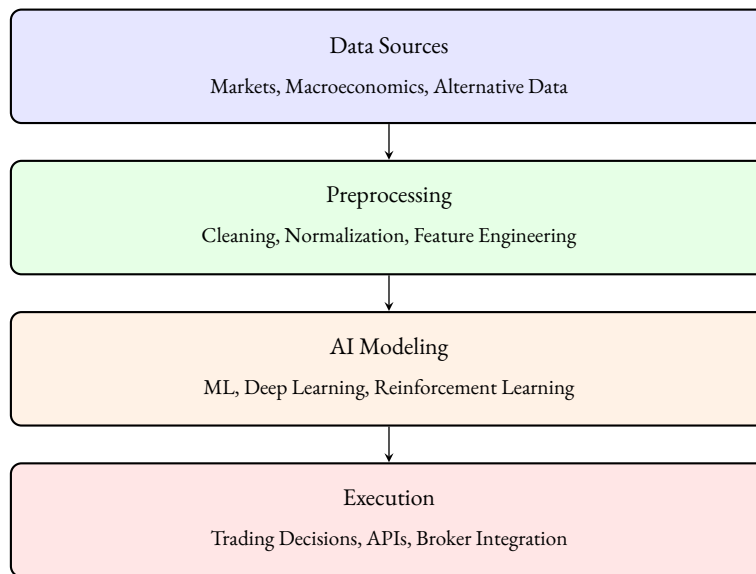 Data Sources
Markets, Macroeconomics, Alternative Data
Preprocessing
Cleaning, Normalization, Feature Engineering
AI Modeling
ML, Deep Learning, Reinforcement Learning
Execution
Trading Decisions, APIs, Broker Integration